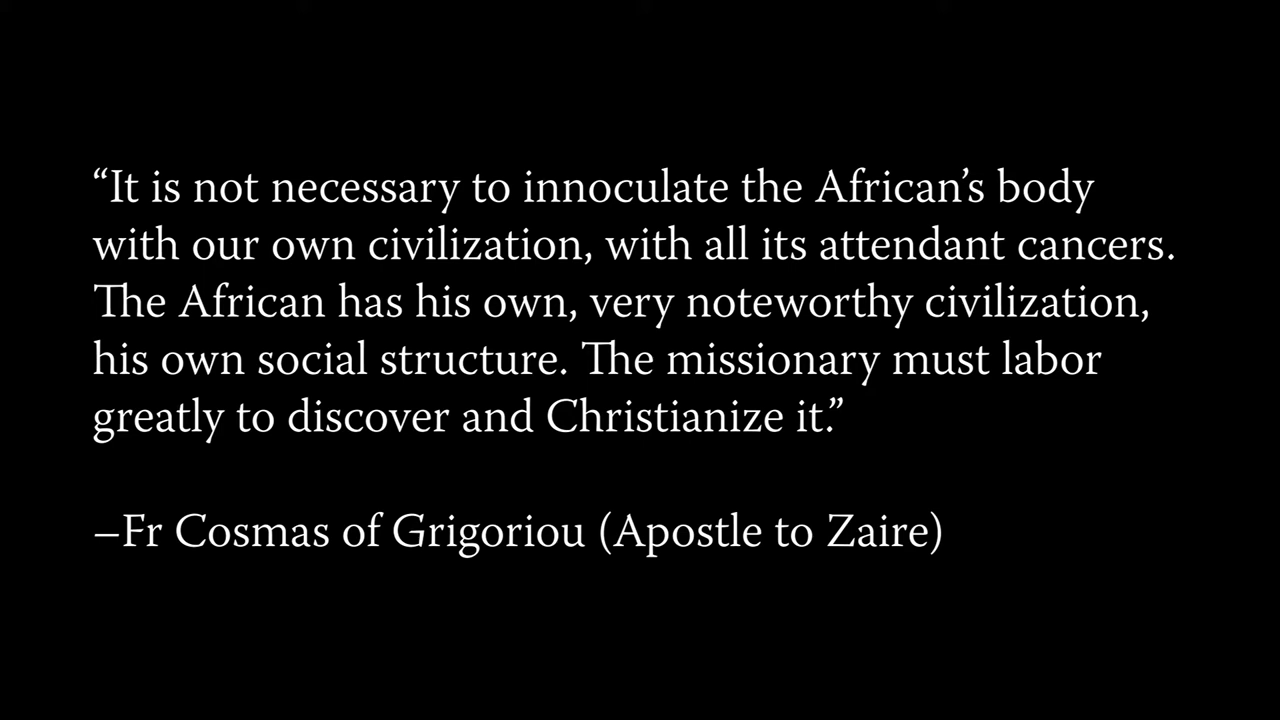 “It is not necessary to innoculate the African’s body
with our own civilization, with all its attendant cancers.
The African has his own, very noteworthy civilization,
his own social structure. The missionary must labor
greatly to discover and Christianize it.”
–Fr Cosmas of Grigoriou (Apostle to Zaire)